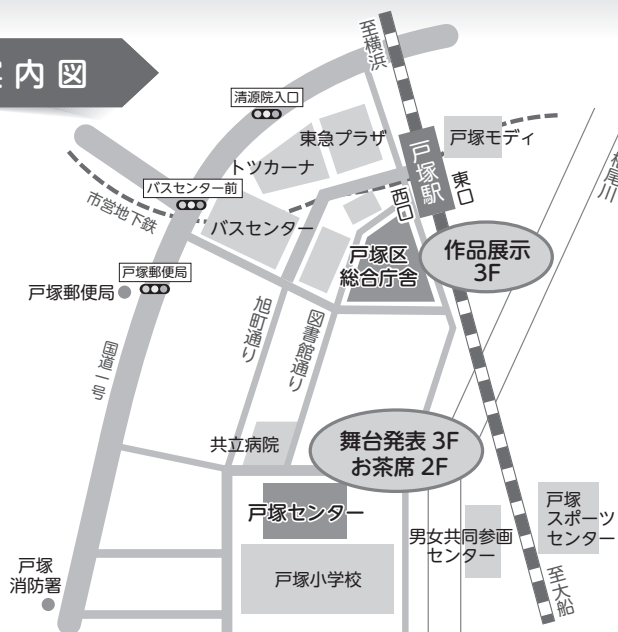 案内図
至横浜
清源院入口
東急プラザ
戸塚モディ
トツカーナ
戸塚駅
東口
西口
柏尾川
バスセンター前
市営地下鉄
バスセンター
戸塚区
総合庁舎
作品展示
3F
戸塚郵便局
戸塚郵便局
国道一号
旭町通り
図書館通り
共立病院
舞台発表 3F
お茶席 2F
戸塚センター
男女共同参画
センター
戸塚
スポーツ
センター
戸塚小学校
戸塚
消防署
至大船